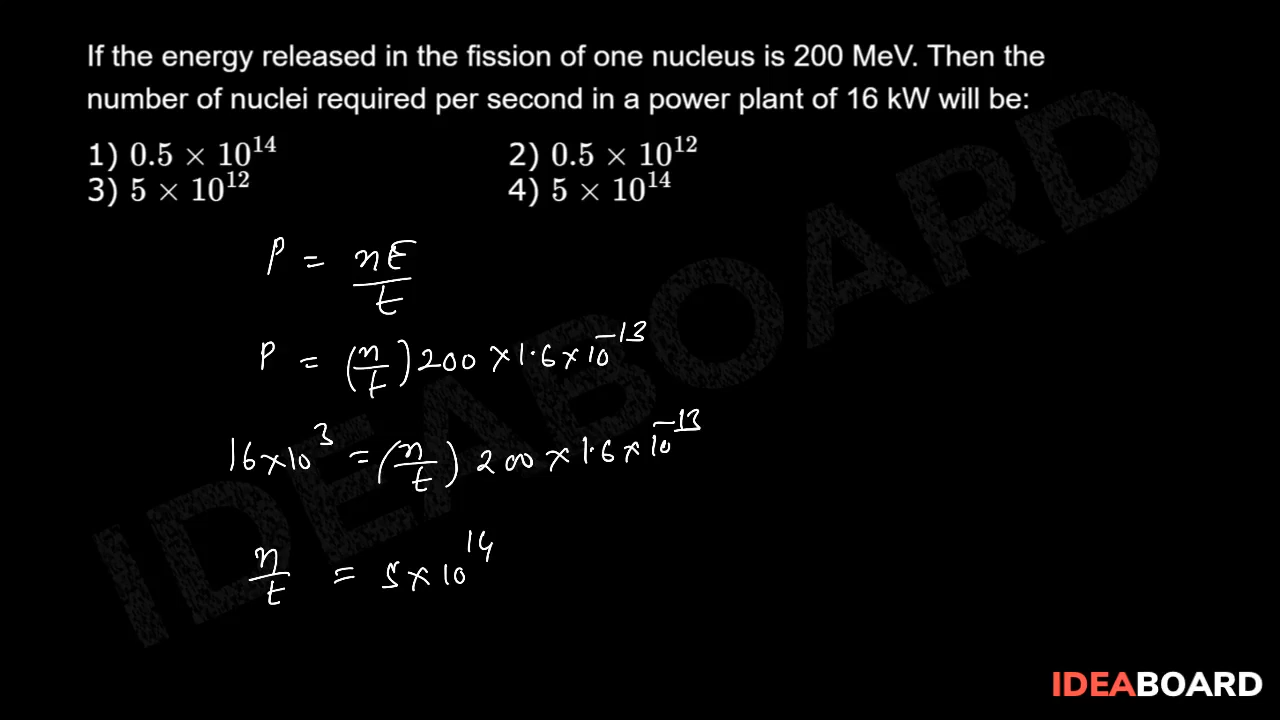 If the energy released in the fission of one nucleus is 200 MeV. Then the
number of nuclei required per second in a power plant of 16 kW will be:
1) 0.5 × 10^14 2) 0.5 × 10^12
3) 5 × 10^12 4) 5 × 10^14
P = nE/t
P = (n/t) 200 × 1.6 × 10^-13
16 × 10^3 = (n/t) 200 × 1.6 × 10^-13
n/t = 5 × 10^14
IDEABOARD
IDEABOARD